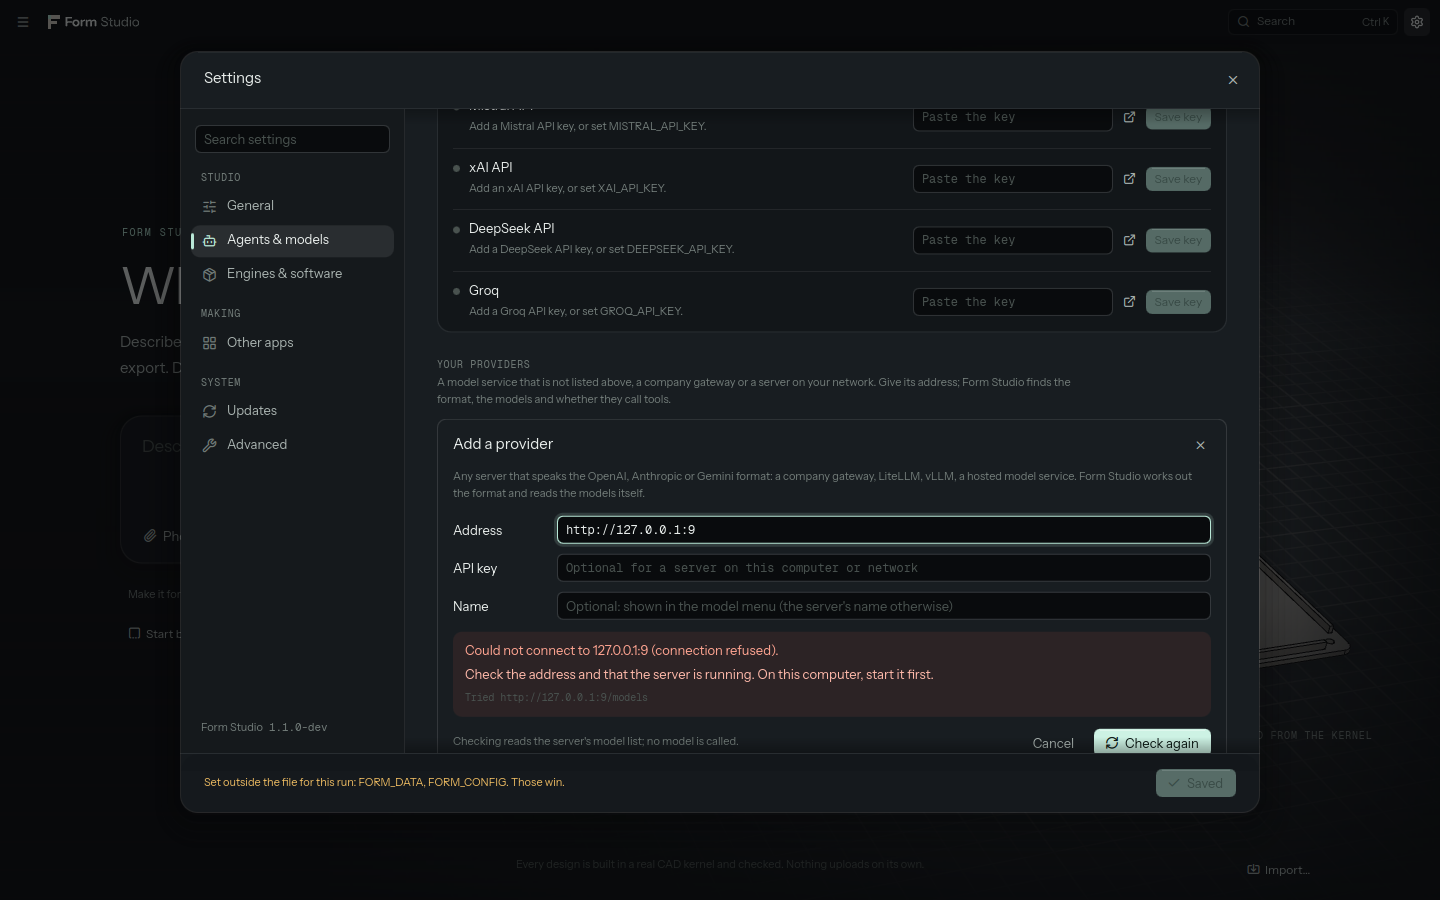 Form Studio
Search
Ctrl K
Settings
Search settings
STUDIO
General
Agents & models
Engines & software
MAKING
Other apps
SYSTEM
Updates
Advanced
Form Studio 1.1.0-dev
Add a Mistral API key, or set MISTRAL_API_KEY.
Paste the key
Save key
xAI API
Add an xAI API key, or set XAI_API_KEY.
Paste the key
Save key
DeepSeek API
Add a DeepSeek API key, or set DEEPSEEK_API_KEY.
Paste the key
Save key
Groq
Add a Groq API key, or set GROQ_API_KEY.
Paste the key
Save key
YOUR PROVIDERS
A model service that is not listed above, a company gateway or a server on your network. Give its address; Form Studio finds the
format, the models and whether they call tools.
Add a provider
Any server that speaks the OpenAI, Anthropic or Gemini format: a company gateway, LiteLLM, vLLM, a hosted model service. Form Studio works out
the format and reads the models itself.
Address
http://127.0.0.1:9
API key
Optional for a server on this computer or network
Name
Optional: shown in the model menu (the server's name otherwise)
Could not connect to 127.0.0.1:9 (connection refused).
Check the address and that the server is running. On this computer, start it first.
Tried http://127.0.0.1:9/models
Checking reads the server's model list; no model is called.
Cancel
Check again
Set outside the file for this run: FORM_DATA, FORM_CONFIG. Those win.
Saved
FORM STU
Describe
export. D
Desc
Make it for
Start b
FROM THE KERNEL
Every design is built in a real CAD kernel and checked. Nothing uploads on its own.
Import...